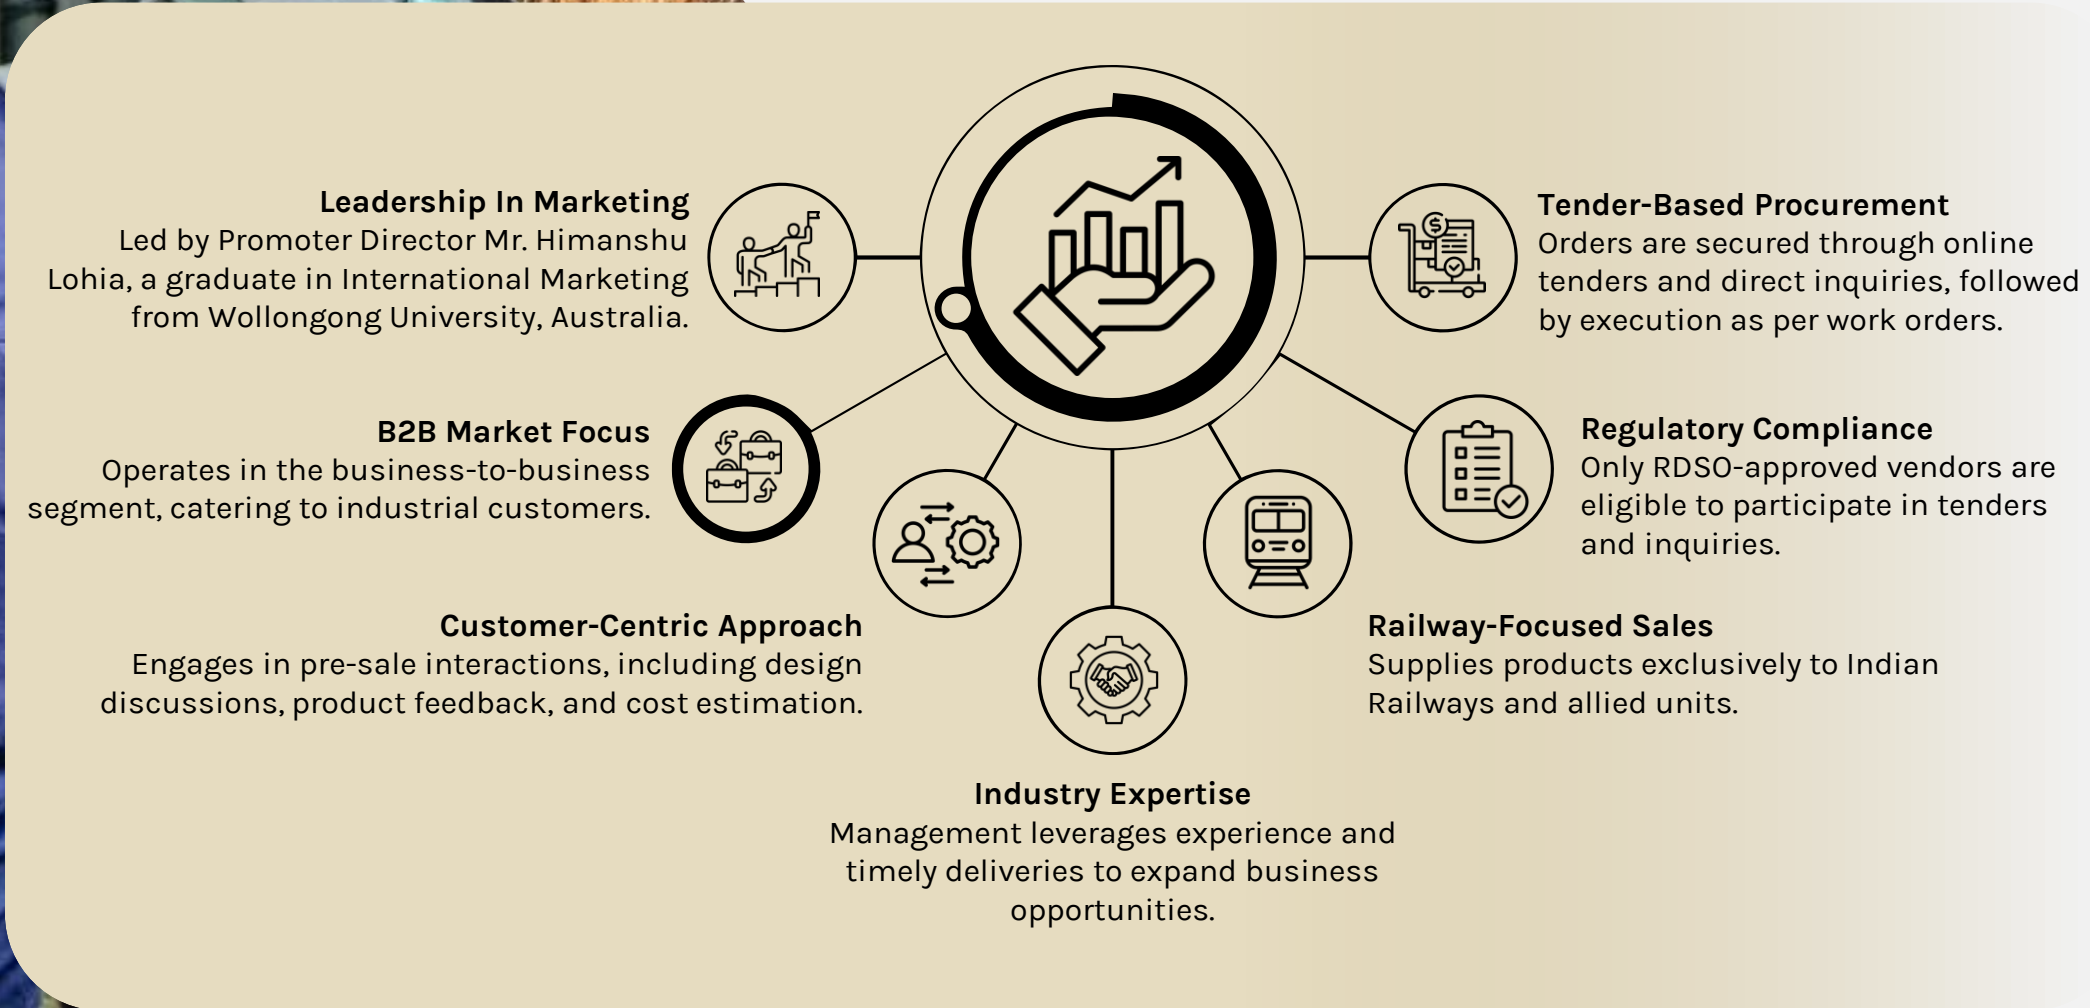 Leadership In Marketing
Led by Promoter Director Mr. Himanshu
Lohia, a graduate in International Marketing
from Wollongong University, Australia.
B2B Market Focus
Operates in the business-to-business
segment, catering to industrial customers.
Customer-Centric Approach
Engages in pre-sale interactions, including design
discussions, product feedback, and cost estimation.
Industry Expertise
Management leverages experience and
timely deliveries to expand business
opportunities.
Railway-Focused Sales
Supplies products exclusively to Indian
Railways and allied units.
Regulatory Compliance
Only RDSO-approved vendors are
eligible to participate in tenders
and inquiries.
Tender-Based Procurement
Orders are secured through online
tenders and direct inquiries, followed
by execution as per work orders.